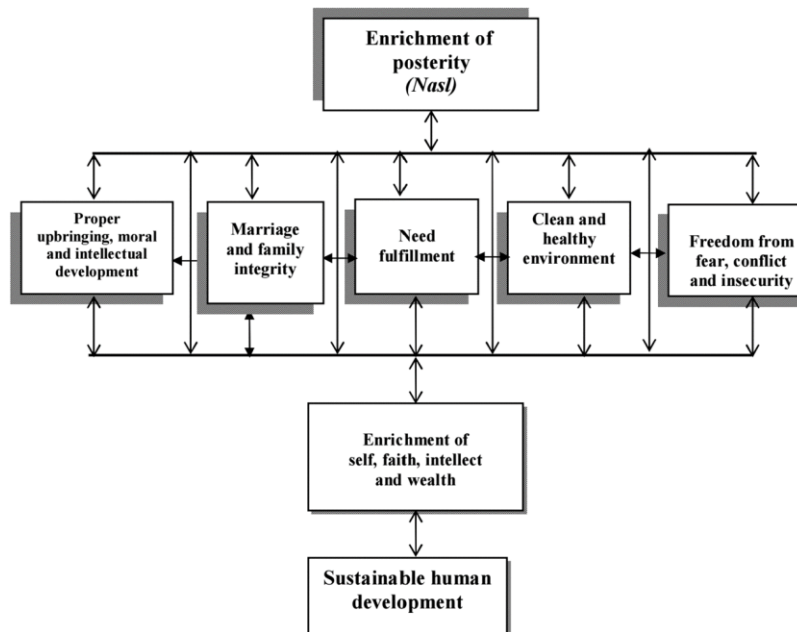 Enrichment of
posterity
(Nasl)
Proper
upbringing, moral
and intellectual
development
Marriage
and family
integrity
Need
fulfillment
Clean and
healthy
environment
Freedom from
fear, conflict
and insecurity
Enrichment of
self, faith, intellect
and wealth
Sustainable human
development